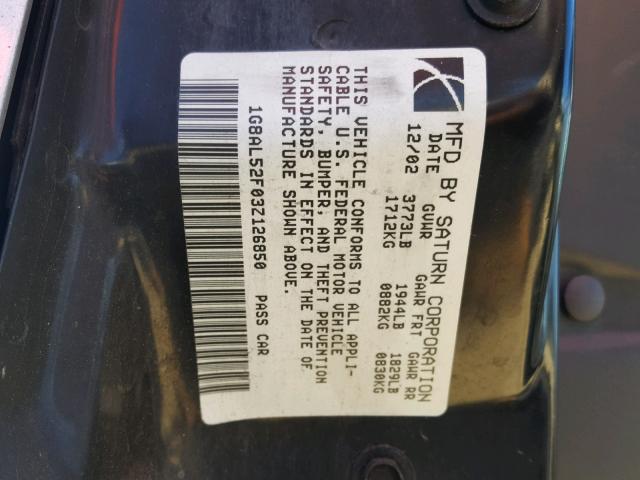 MFD BY SATURN CORPORATION
DATE GVWR GAWR FRT GAWR RR
12/02 3773LB 1944LB 1829LB
1712KG 0882KG 0830KG
THIS VEHICLE CONFORMS TO ALL APPLI-
CABLE U.S. FEDERAL MOTOR VEHICLE
SAFETY, BUMPER, AND THEFT PREVENTION
STANDARDS IN EFFECT ON THE DATE OF
MANUFACTURE SHOWN ABOVE.
1G8AL52F03Z126850 PASS CAR